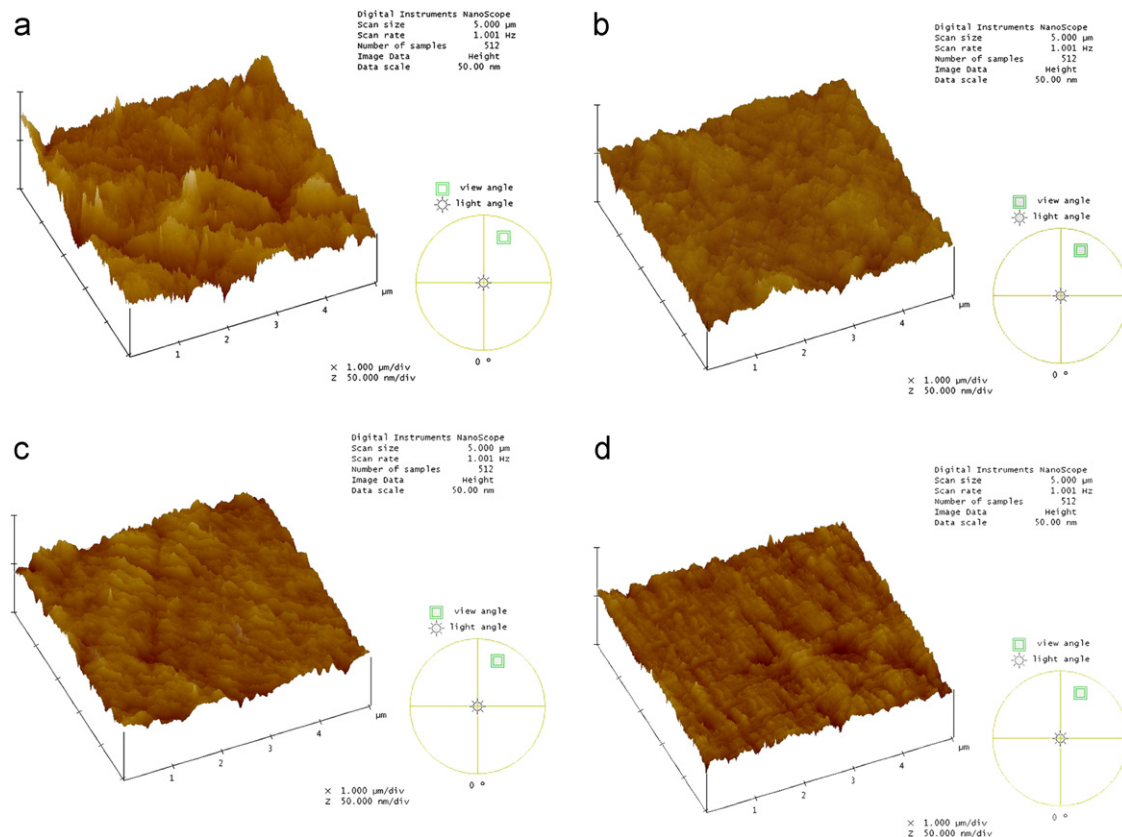 a
Digital Instruments NanoScope
Scan size 5.000 µm
Scan rate 1.001 Hz
Number of samples 512
Image Data Height
Data scale 50.00 nm
view angle
light angle
0 º
1
2
3
4
µm
X 1.000 µm/div
Z 50.000 nm/div
b
Digital Instruments NanoScope
Scan size 5.000 µm
Scan rate 1.001 Hz
Number of samples 512
Image Data Height
Data scale 50.00 nm
view angle
light angle
0 º
1
2
3
4
µm
X 1.000 µm/div
Z 50.000 nm/div
c
Digital Instruments NanoScope
Scan size 5.000 µm
Scan rate 1.001 Hz
Number of samples 512
Image Data Height
Data scale 50.00 nm
view angle
light angle
0 º
1
2
3
4
µm
X 1.000 µm/div
Z 50.000 nm/div
d
Digital Instruments NanoScope
Scan size 5.000 µm
Scan rate 1.001 Hz
Number of samples 512
Image Data Height
Data scale 50.00 nm
view angle
light angle
0 º
1
2
3
4
µm
X 1.000 µm/div
Z 50.000 nm/div